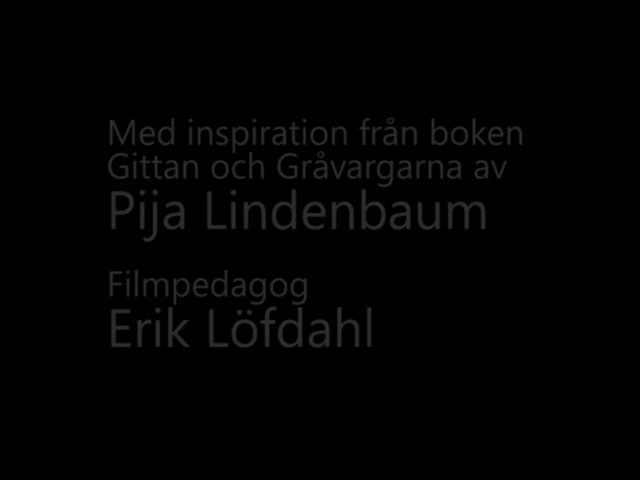 Med inspiration från boken
Gittan och Gråvargarna av
Pija Lindenbaum
Filmpedagog
Erik Löfdahl